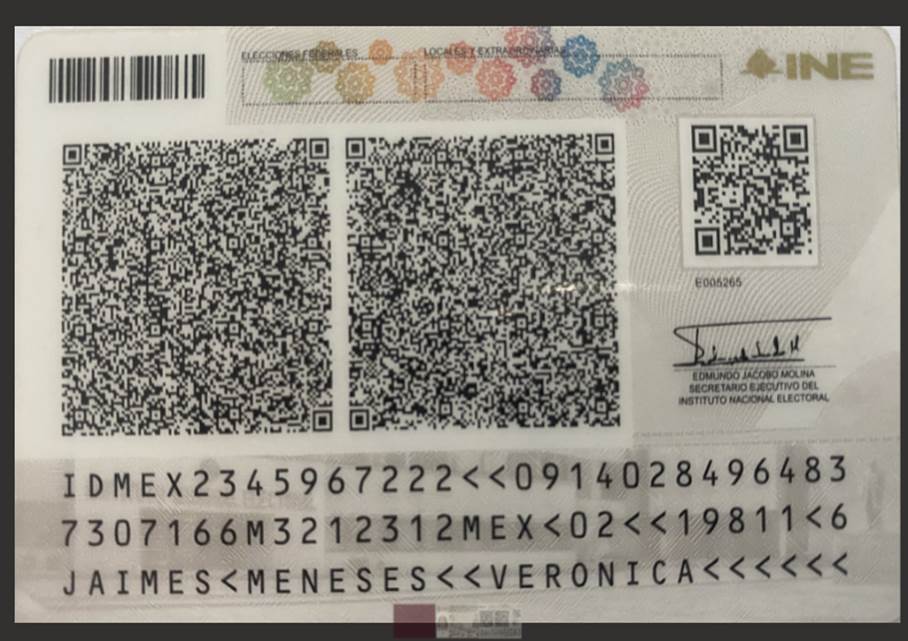 ELECCIONES FEDERALES LOCALES Y EXTRAORDINARIAS
INE
E005265
EDMUNDO JACOBO MOLINA
SECRETARIO EJECUTIVO DEL
INSTITUTO NACIONAL ELECTORAL
IDMEX2345967222<<0914028496483
7307166M3212312MEX<02<<19811<6
JAIMES<MENESES<<VERONICA<<<<<<